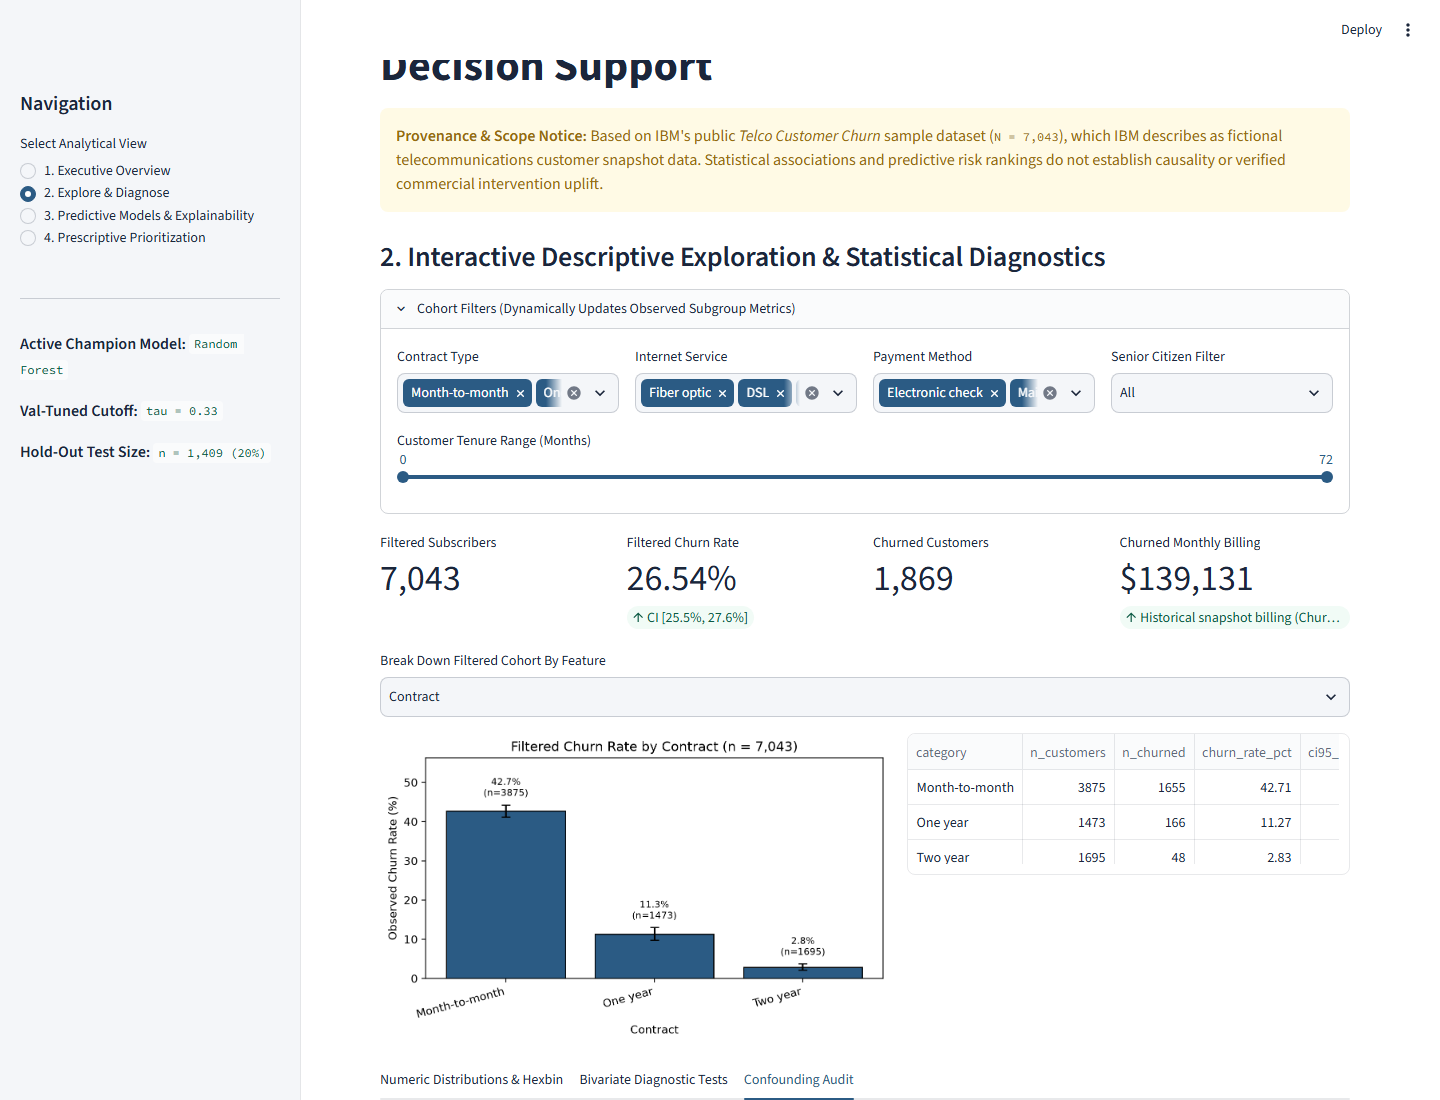 Deploy
Decision Support
Navigation
Select Analytical View
1. Executive Overview
2. Explore & Diagnose
3. Predictive Models & Explainability
4. Prescriptive Prioritization
Active Champion Model: Random
Forest
Val-Tuned Cutoff: tau = 0.33
Hold-Out Test Size: n = 1,409 (20%)
Provenance & Scope Notice: Based on IBM's public Telco Customer Churn sample dataset (N = 7,043), which IBM describes as fictional
telecommunications customer snapshot data. Statistical associations and predictive risk rankings do not establish causality or verified
commercial intervention uplift.
2. Interactive Descriptive Exploration & Statistical Diagnostics
Cohort Filters (Dynamically Updates Observed Subgroup Metrics)
Contract Type Internet Service Payment Method Senior Citizen Filter
Month-to-month On Fiber optic DSL Electronic check Ma All
Customer Tenure Range (Months)
0 72
Filtered Subscribers Filtered Churn Rate Churned Customers Churned Monthly Billing
7,043 26.54% 1,869 $139,131
↑ CI [25.5%, 27.6%] ↑ Historical snapshot billing (Chur...
Break Down Filtered Cohort By Feature
Contract
Filtered Churn Rate by Contract (n = 7,043)
Observed Churn Rate (%)
50
40
30
20
10
0
42.7%
(n=3875)
11.3%
(n=1473)
2.8%
(n=1695)
Month-to-month One year Two year
Contract
category n_customers n_churned churn_rate_pct ci95_
Month-to-month 3875 1655 42.71
One year 1473 166 11.27
Two year 1695 48 2.83
Numeric Distributions & Hexbin Bivariate Diagnostic Tests Confounding Audit